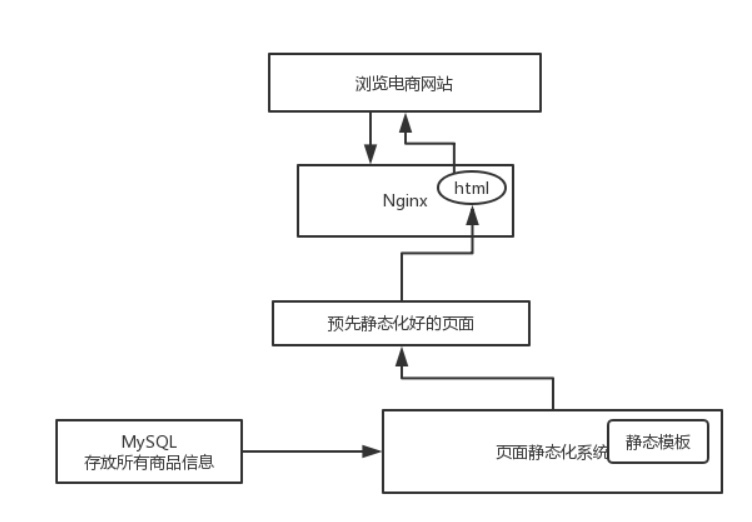 浏览电商网站
Nginx
html
预先静态化好的页面
MySQL
存放所有商品信息
页面静态化系统
静态模板